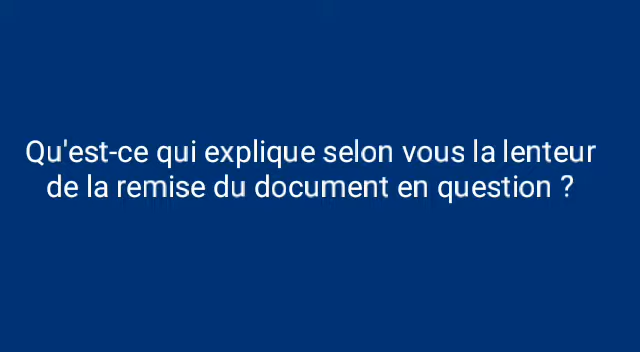 Qu'est-ce qui explique selon vous la lenteur
de la remise du document en question ?